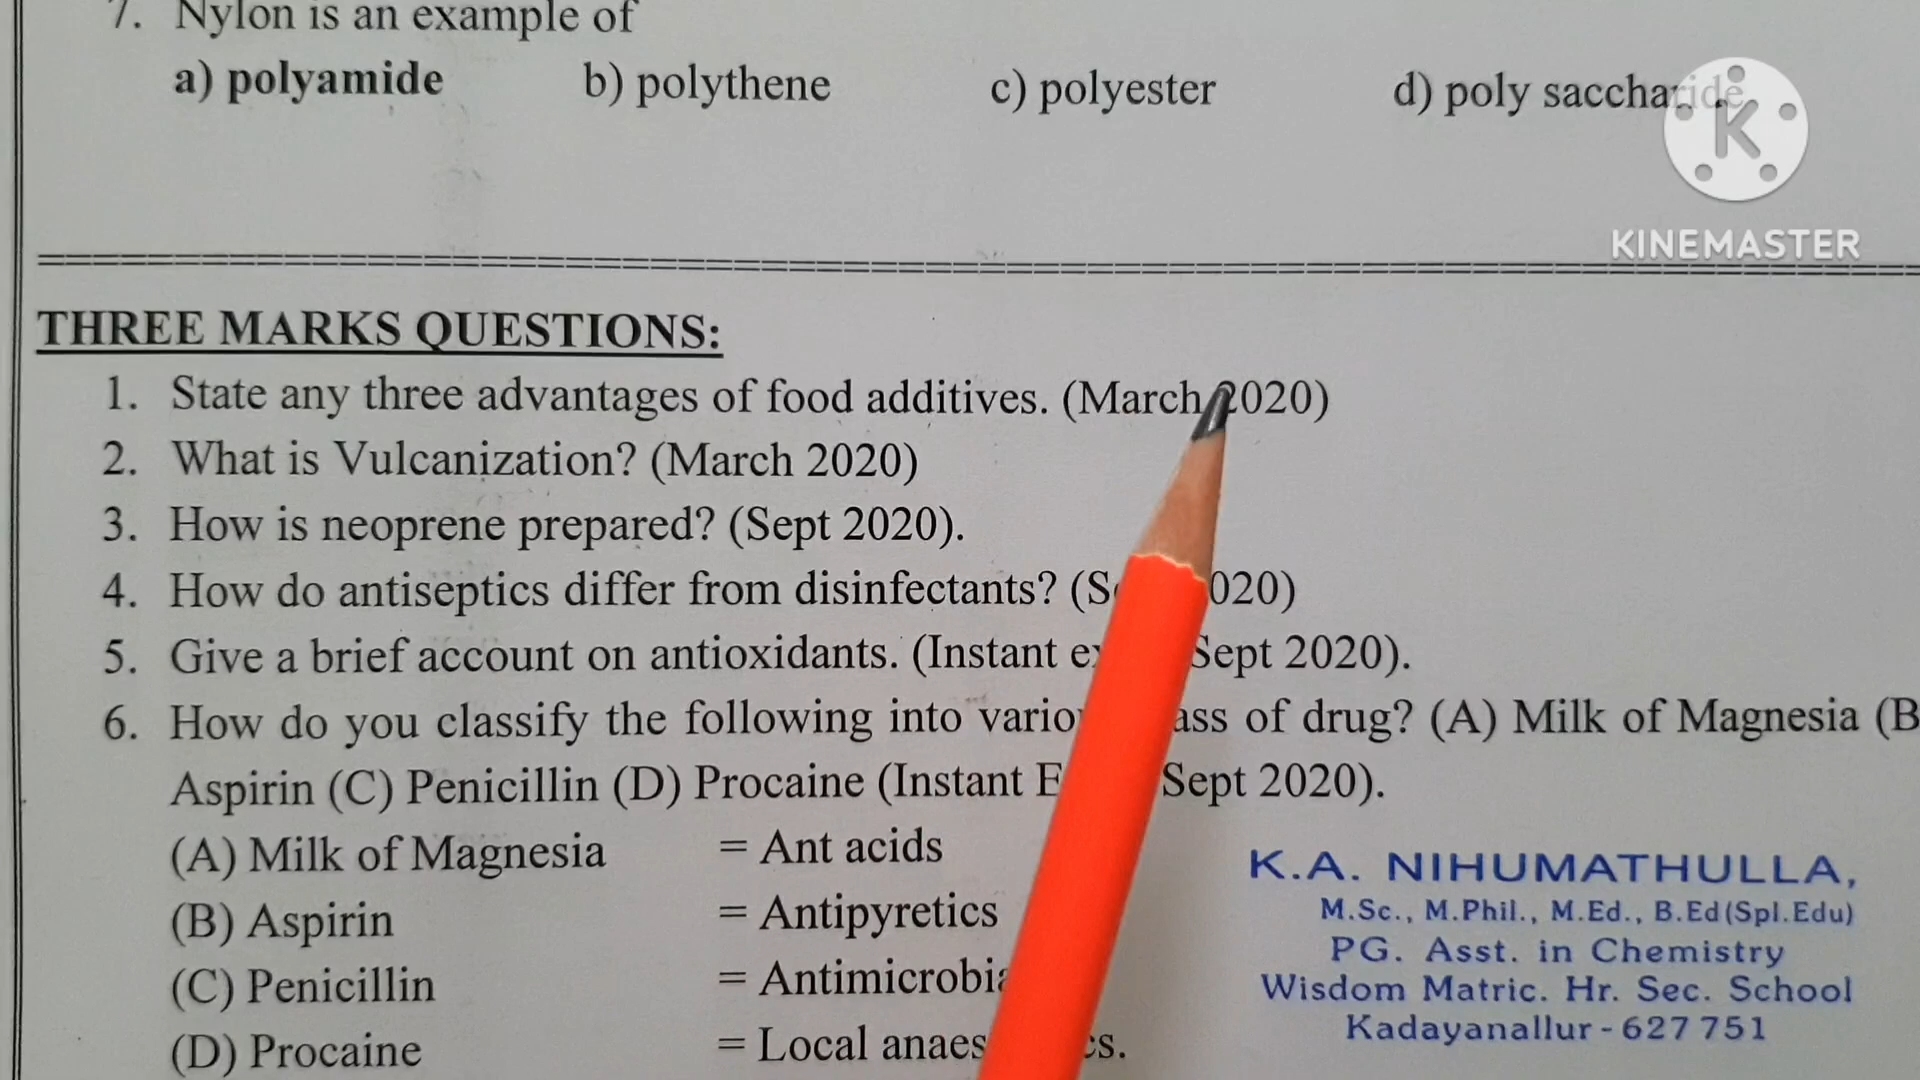 7. Nylon is an example of
a) polyamide b) polythene c) polyester d) poly saccharide
KINEMASTER
THREE MARKS QUESTIONS:
1. State any three advantages of food additives. (March 2020)
2. What is Vulcanization? (March 2020)
3. How is neoprene prepared? (Sept 2020).
4. How do antiseptics differ from disinfectants? (S 020)
5. Give a brief account on antioxidants. (Instant Sept 2020).
6. How do you classify the following into ass of drug? (A) Milk of Magnesia (B
Aspirin (C) Penicillin (D) Procaine (Instant E Sept 2020).
(A) Milk of Magnesia = Ant acids
(B) Aspirin = Antipyretics
(C) Penicillin = Antimicrobia
(D) Procaine = Local anaes cs.
K.A. NIHUMATHULLA,
M.Sc., M.Phil., M.Ed., B.Ed(Spl.Edu)
PG. Asst. in Chemistry
Wisdom Matric. Hr. Sec. School
Kadayanallur - 627 751